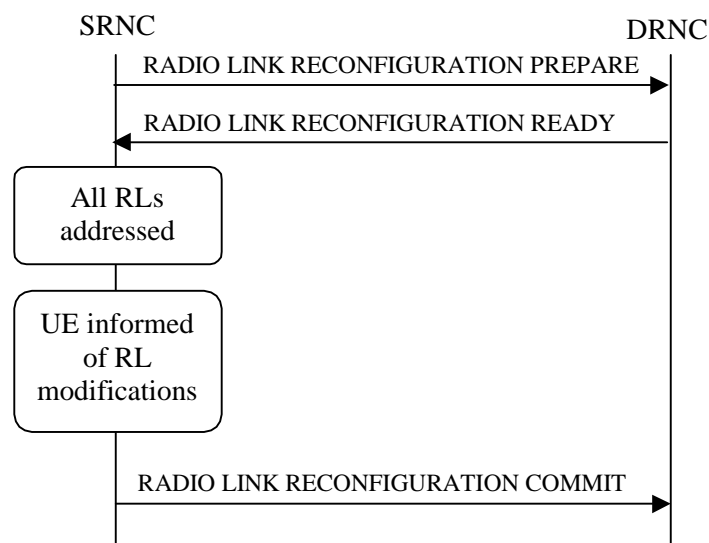 SRNC
DRNC
RADIO LINK RECONFIGURATION PREPARE
RADIO LINK RECONFIGURATION READY
All RLs
addressed
UE informed
of RL
modifications
RADIO LINK RECONFIGURATION COMMIT